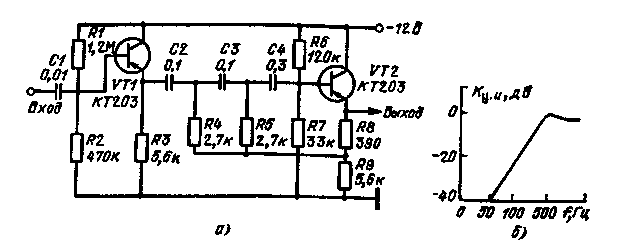 R1
1,2М
-12В
C1
0,01
Вход
VT1
КТ203
C2
0,1
C3
0,1
C4
0,3
R6
120к
VT2
КТ203
Выход
R2
470к
R3
5,6к
R4
2,7к
R5
2,7к
R7
33к
R8
390
R9
5,6к
а)
Kу.и, дБ
0
-20
-40
0 50 100 500 f,Гц
б)